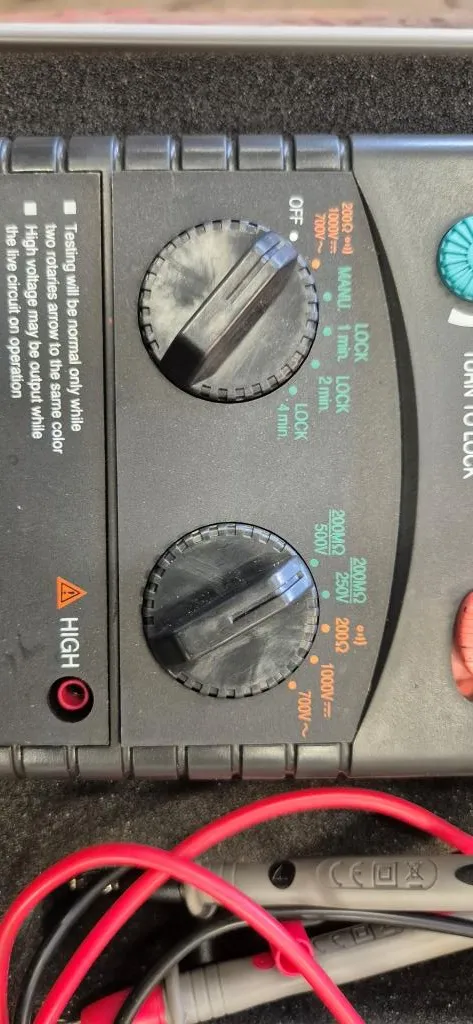 OFF
200Ω
1000V
700V~
MANU.
LOCK
1 min.
LOCK
2 min.
LOCK
4 min.
200MΩ
500V
200MΩ
250V
200Ω
1000V
700V~
TURN TO LOCK
■ Testing will be normal only while
two rotaries arrow to the same color
■ High voltage may be output while
the live circuit on operation
HIGH
CE